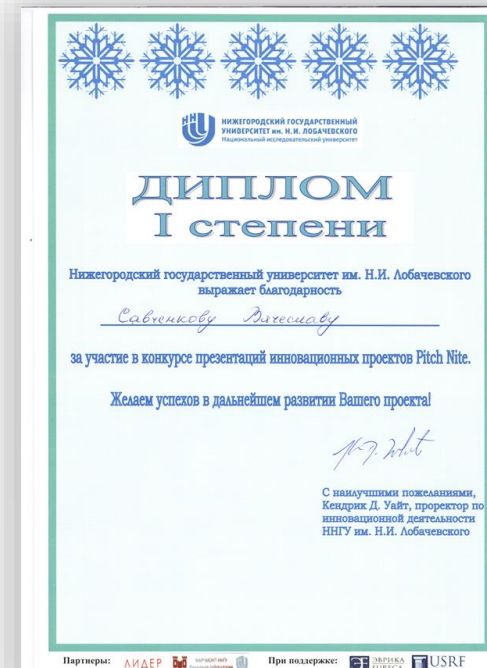 ННГУ
НИЖЕГОРОДСКИЙ ГОСУДАРСТВЕННЫЙ
УНИВЕРСИТЕТ им. Н.И. ЛОБАЧЕВСКОГО
Национальный исследовательский университет
ДИПЛОМ
I степени
Нижегородский государственный университет им. Н.И. Лобачевского
выражает благодарность
Савченкову Вячеславу
за участие в конкурсе презентаций инновационных проектов Pitch Nite.
Желаем успехов в дальнейшем развитии Вашего проекта!
С наилучшими пожеланиями,
Кендрик Д. Уайт, проректор по
инновационной деятельности
ННГУ им. Н.И. Лобачевского
Партнеры: ЛИДЕР При поддержке: ЭВРИКА USRF
EURECA